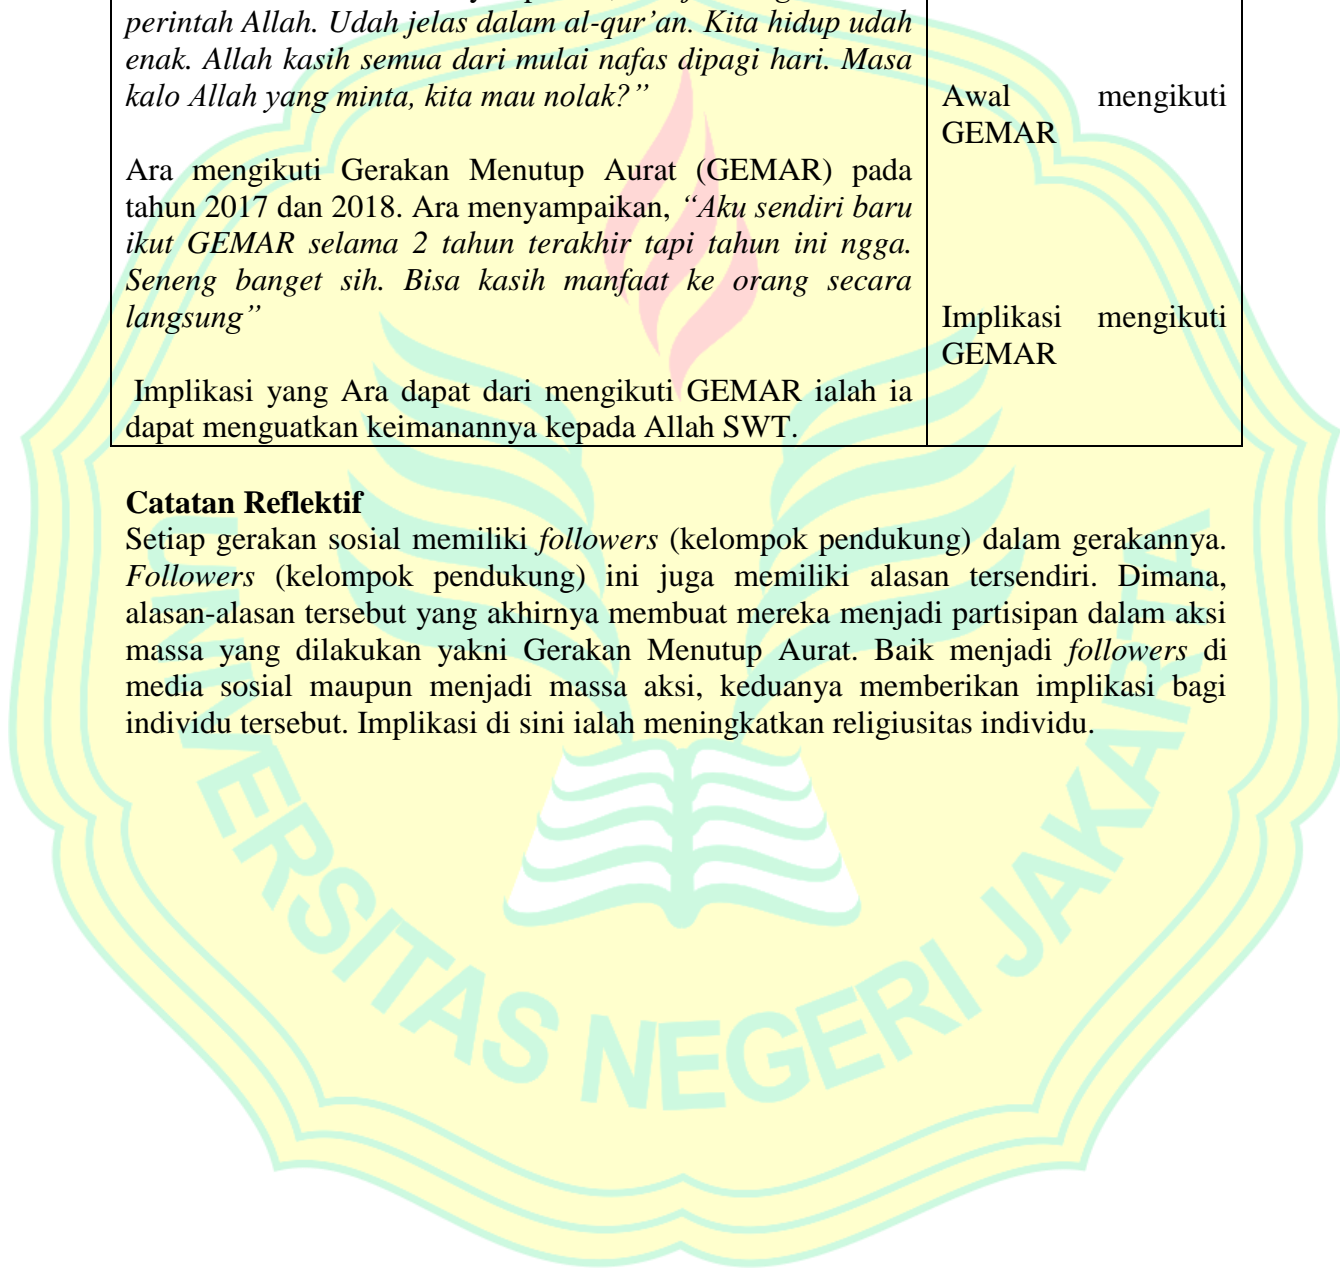 perintah Allah. Udah jelas dalam al-qur’an. Kita hidup udah
enak. Allah kasih semua dari mulai nafas dipagi hari. Masa
kalo Allah yang minta, kita mau nolak?”
Ara mengikuti Gerakan Menutup Aurat (GEMAR) pada
tahun 2017 dan 2018. Ara menyampaikan, “Aku sendiri baru
ikut GEMAR selama 2 tahun terakhir tapi tahun ini ngga.
Seneng banget sih. Bisa kasih manfaat ke orang secara
langsung”
Implikasi yang Ara dapat dari mengikuti GEMAR ialah ia
dapat menguatkan keimanannya kepada Allah SWT.
Awal mengikuti
GEMAR
Implikasi mengikuti
GEMAR
Catatan Reflektif
Setiap gerakan sosial memiliki followers (kelompok pendukung) dalam gerakannya.
Followers (kelompok pendukung) ini juga memiliki alasan tersendiri. Dimana,
alasan-alasan tersebut yang akhirnya membuat mereka menjadi partisipan dalam aksi
massa yang dilakukan yakni Gerakan Menutup Aurat. Baik menjadi followers di
media sosial maupun menjadi massa aksi, keduanya memberikan implikasi bagi
individu tersebut. Implikasi di sini ialah meningkatkan religiusitas individu.
UNIVERSITAS NEGERI JAKARTA